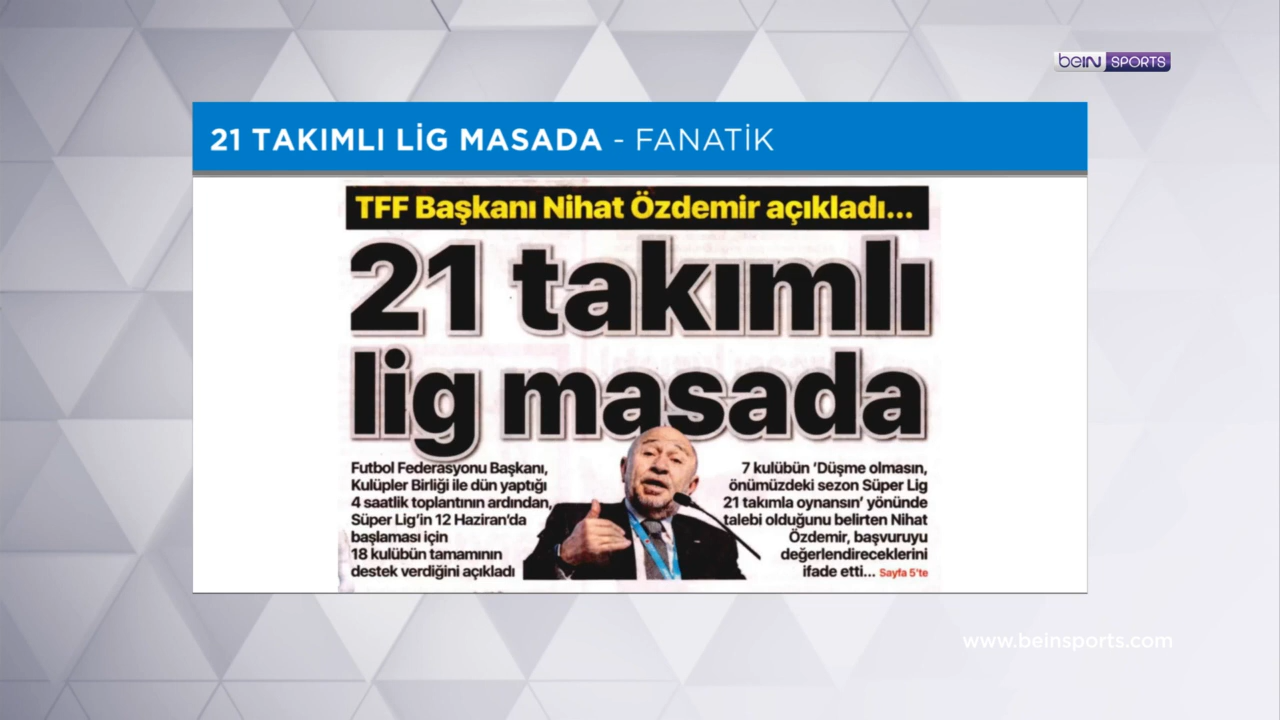 beIN SPORTS
21 TAKIMLI LİG MASADA - FANATİK
TFF Başkanı Nihat Özdemir açıkladı...
21 takımlı
lig masada
Futbol Federasyonu Başkanı,
Kulüpler Birliği ile dün yaptığı
4 saatlik toplantının ardından,
Süper Lig’in 12 Haziran’da
başlaması için
18 kulübün tamamının
destek verdiğini açıkladı
7 kulübün ‘Düşme olmasın,
önümüzdeki sezon Süper Lig
21 takımla oynansın’ yönünde
talebi olduğunu belirten Nihat
Özdemir, başvuruyu
değerlendireceklerini
ifade etti... Sayfa 5’te
www.beinsports.com